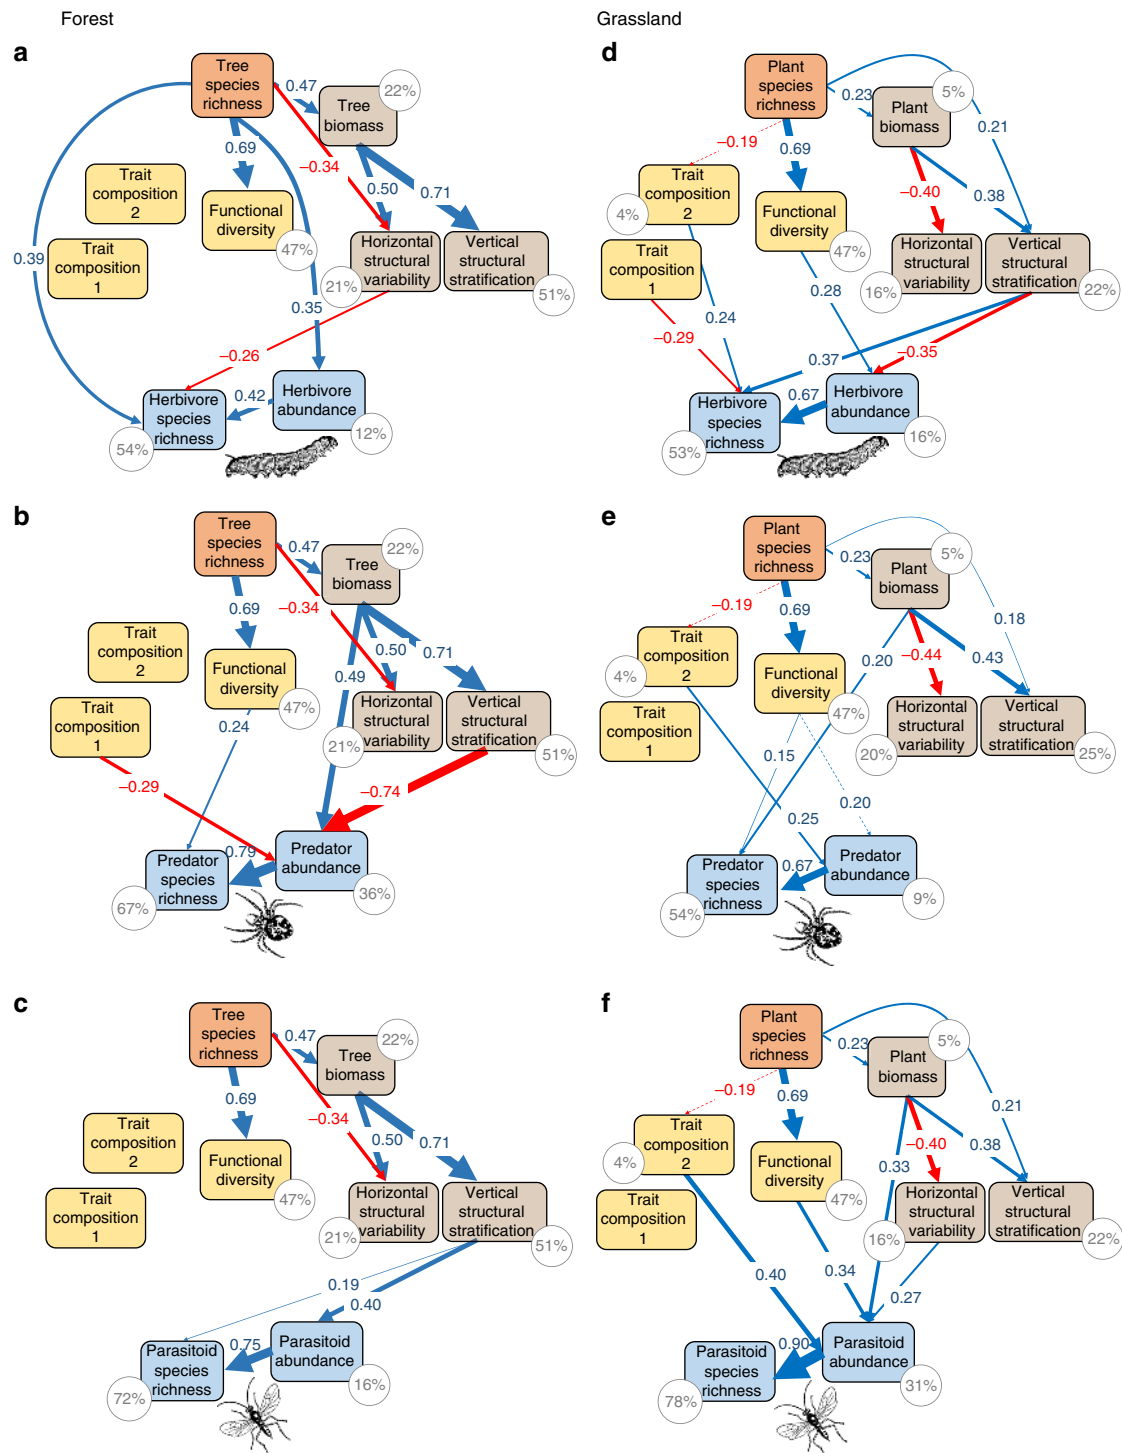 Forest
Grassland
a
Tree
species
richness
0.47
22%
Tree
biomass
0.69
−0.34
0.50
0.71
Trait
composition
2
Functional
diversity
47%
Trait
composition
1
Horizontal
structural
variability
21%
Vertical
structural
stratification
51%
0.39
0.35
−0.26
Herbivore
species
richness
54%
0.42
Herbivore
abundance
12%
d
Plant
species
richness
0.23
5%
Plant
biomass
0.21
−0.19
0.69
−0.40
0.38
Trait
composition
2
4%
Functional
diversity
47%
Trait
composition
1
Horizontal
structural
variability
16%
Vertical
structural
stratification
22%
0.28
0.24
−0.29
0.37
−0.35
Herbivore
species
richness
53%
0.67
Herbivore
abundance
16%
b
Tree
species
richness
0.47
22%
Tree
biomass
0.69
−0.34
0.50
0.71
0.49
Trait
composition
2
Functional
diversity
47%
Trait
composition
1
Horizontal
structural
variability
21%
Vertical
structural
stratification
51%
0.24
−0.29
−0.74
Predator
species
richness
67%
0.79
Predator
abundance
36%
e
Plant
species
richness
0.23
5%
Plant
biomass
0.18
−0.19
0.69
0.20
−0.44
0.43
Trait
composition
2
4%
Functional
diversity
47%
Trait
composition
1
Horizontal
structural
variability
20%
Vertical
structural
stratification
25%
0.15
0.20
0.25
Predator
species
richness
54%
0.67
Predator
abundance
9%
c
Tree
species
richness
0.47
22%
Tree
biomass
0.69
−0.34
0.50
0.71
Trait
composition
2
Functional
diversity
47%
Trait
composition
1
Horizontal
structural
variability
21%
Vertical
structural
stratification
51%
0.19
0.40
Parasitoid
species
richness
72%
0.75
Parasitoid
abundance
16%
f
Plant
species
richness
0.23
5%
Plant
biomass
0.21
−0.19
0.69
−0.40
0.38
0.33
Trait
composition
2
4%
Functional
diversity
47%
Trait
composition
1
Horizontal
structural
variability
16%
Vertical
structural
stratification
22%
0.40
0.34
0.27
Parasitoid
species
richness
78%
0.90
Parasitoid
abundance
31%